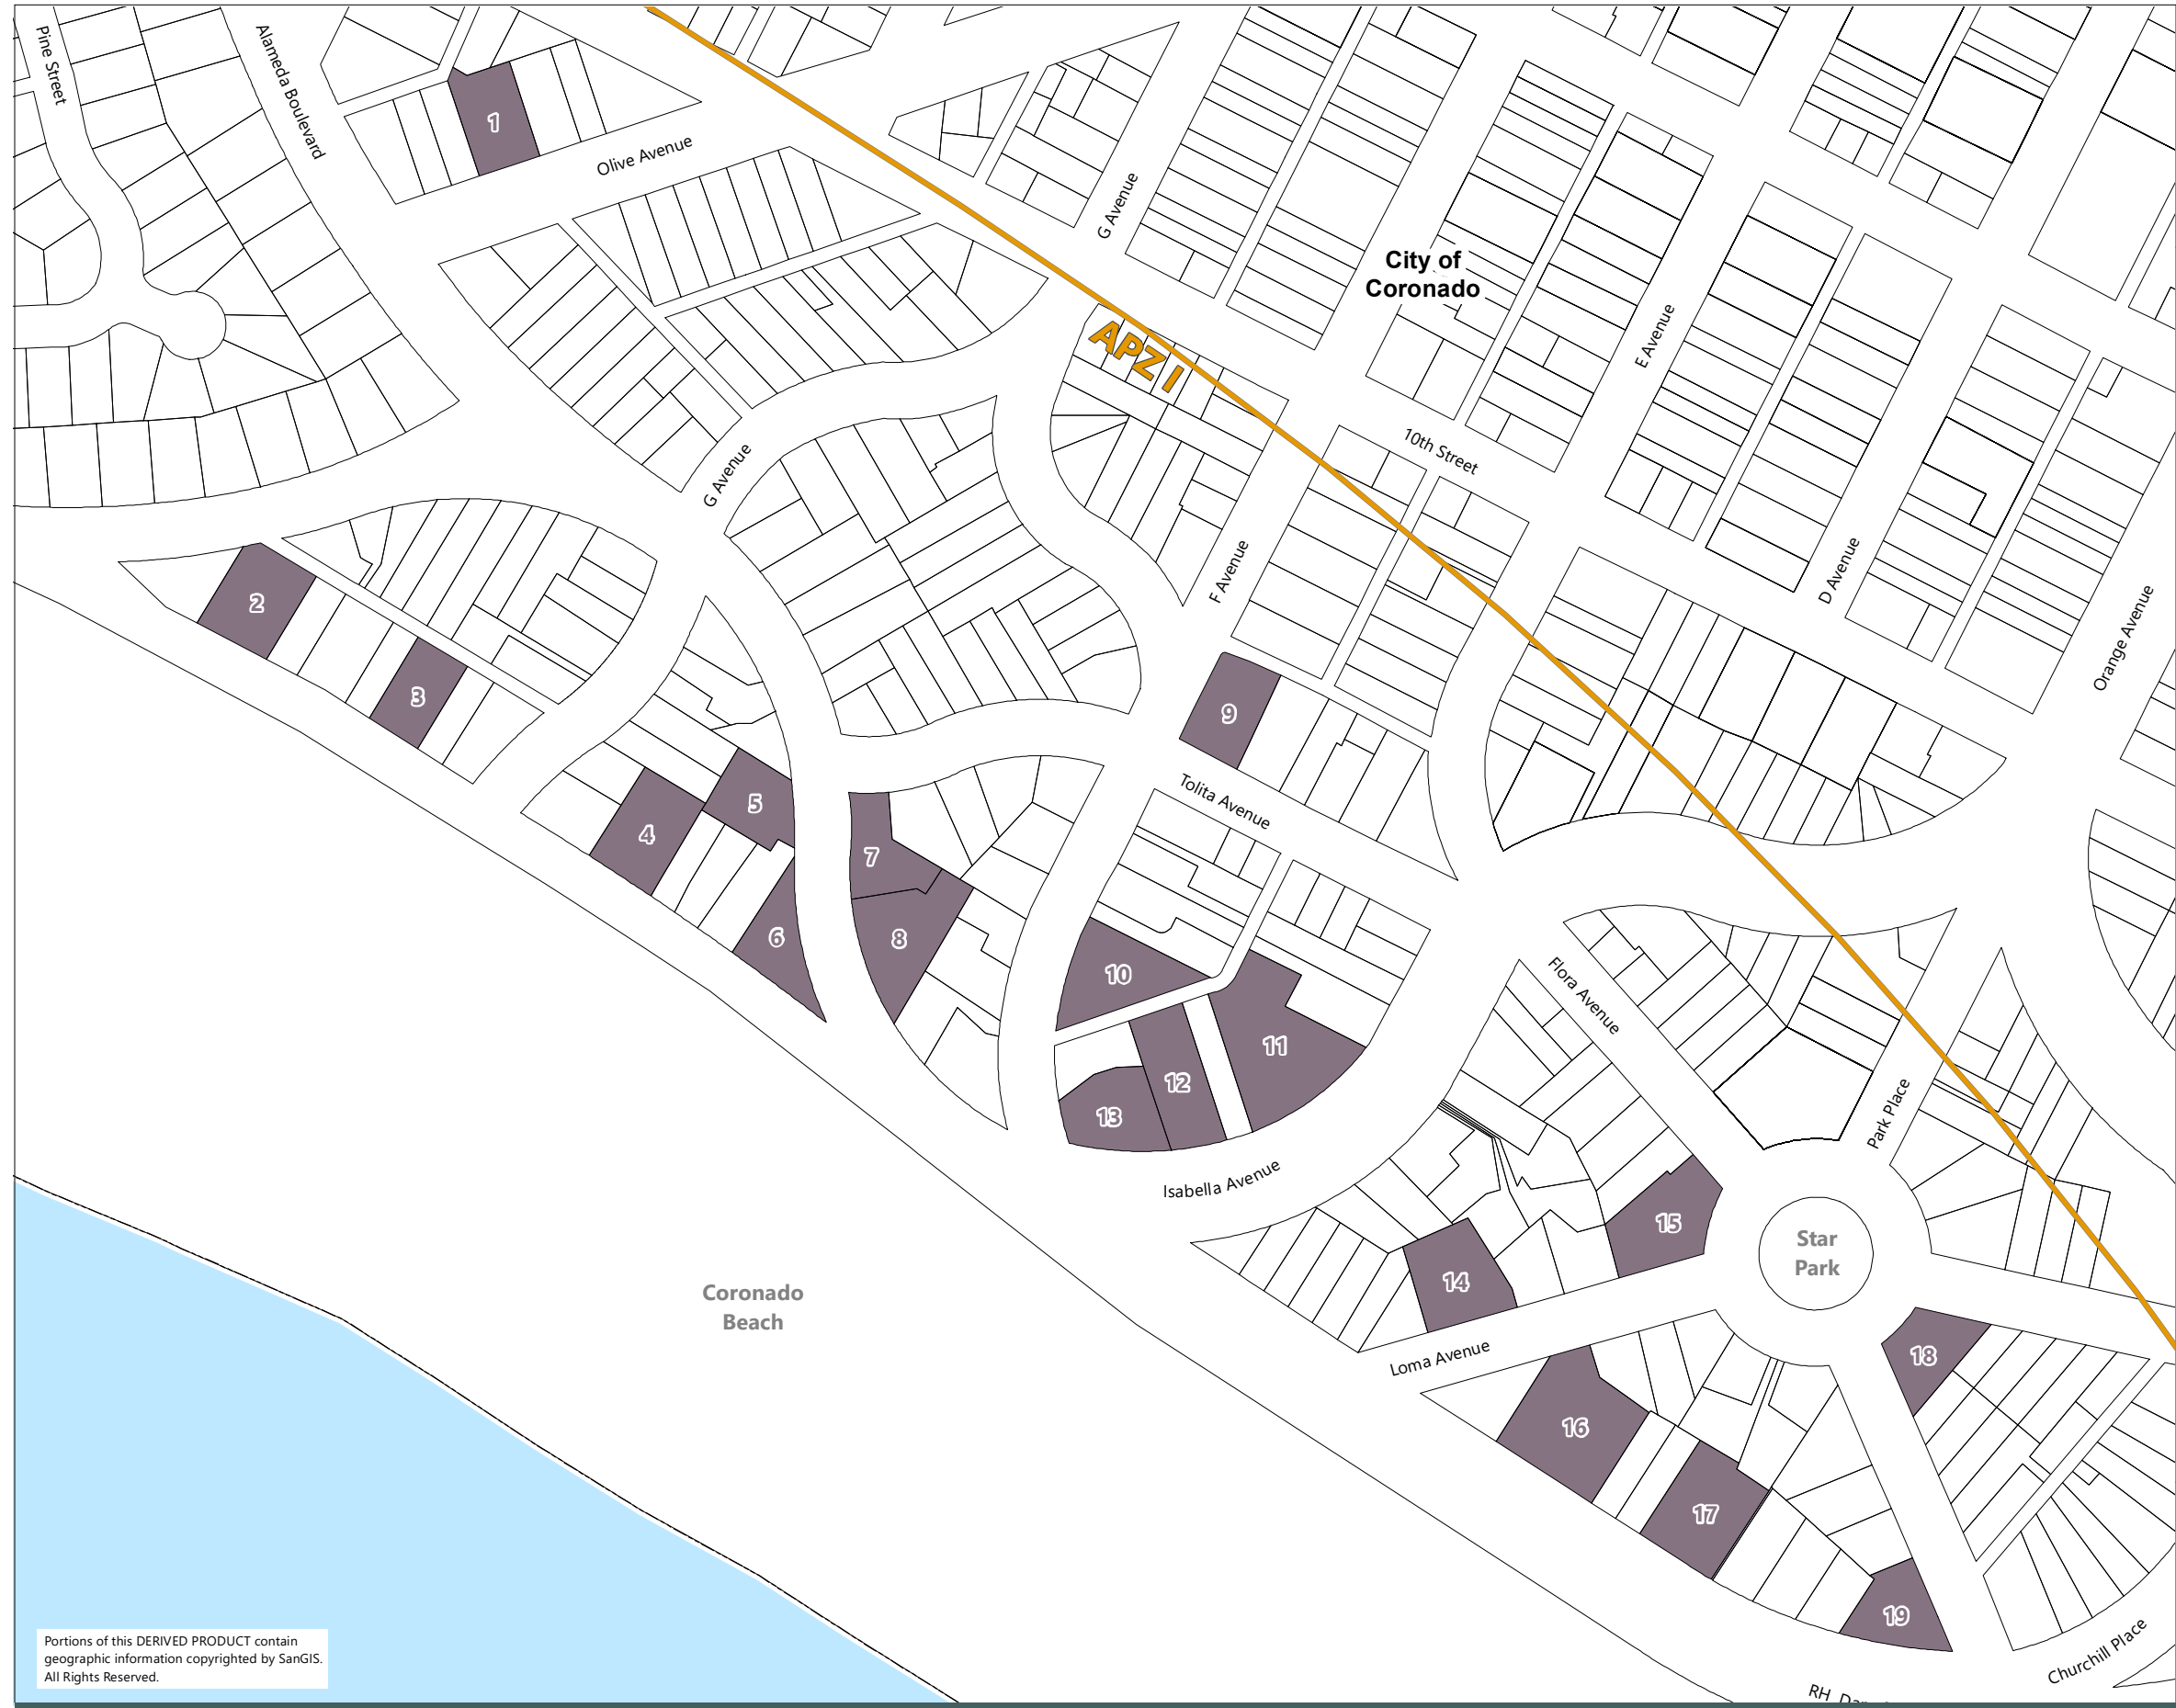 Pine Street
Alameda Boulevard
1
Olive Avenue
G Avenue
City of
Coronado
E Avenue
APZ I
10th Street
G Avenue
F Avenue
D Avenue
Orange Avenue
2
3
9
Tolita Avenue
4
5
6
7
8
10
11
12
13
Flora Avenue
Park Place
Isabella Avenue
15
14
Star
Park
Coronado
Beach
Loma Avenue
18
16
17
19
Churchill Place
RH
Portions of this DERIVED PRODUCT contain
geographic information copyrighted by SanGIS.
All Rights Reserved.